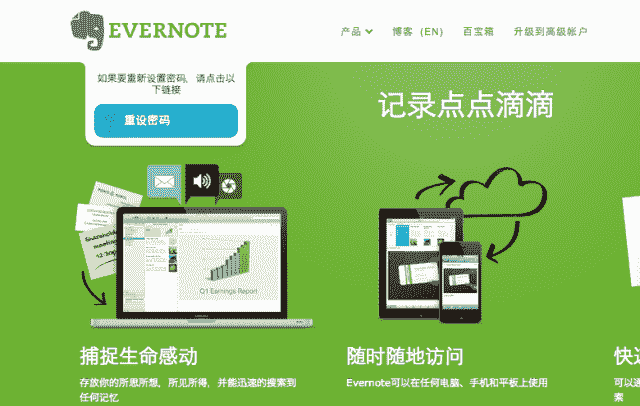 EVERNOTE
产品
博客 (EN)
百宝箱
升级到高级帐户
如果要重新设置密码，请点击以
下链接
重设密码
记录点点滴滴
Q1 Earnings Report
捕捉生命感动
存放你的所思所想，所见所得，并能迅速的搜索到
任何记忆
随时随地访问
Evernote可以在任何电脑、手机和平板上使用
快
可以
索